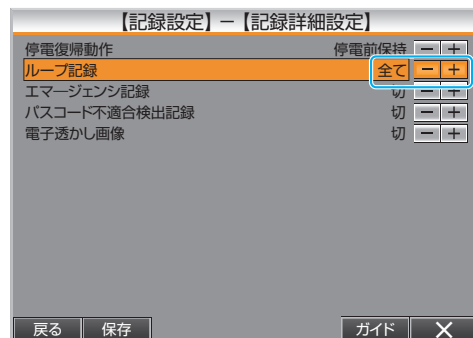 【記録設定】－【記録詳細設定】
停電復帰動作 停電前保持 － ＋
ループ記録 全て － ＋
エマージェンシ記録 切 － ＋
パスコード不適合検出記録 切 － ＋
電子透かし画像 切 － ＋
戻る 保存 ガイド ×